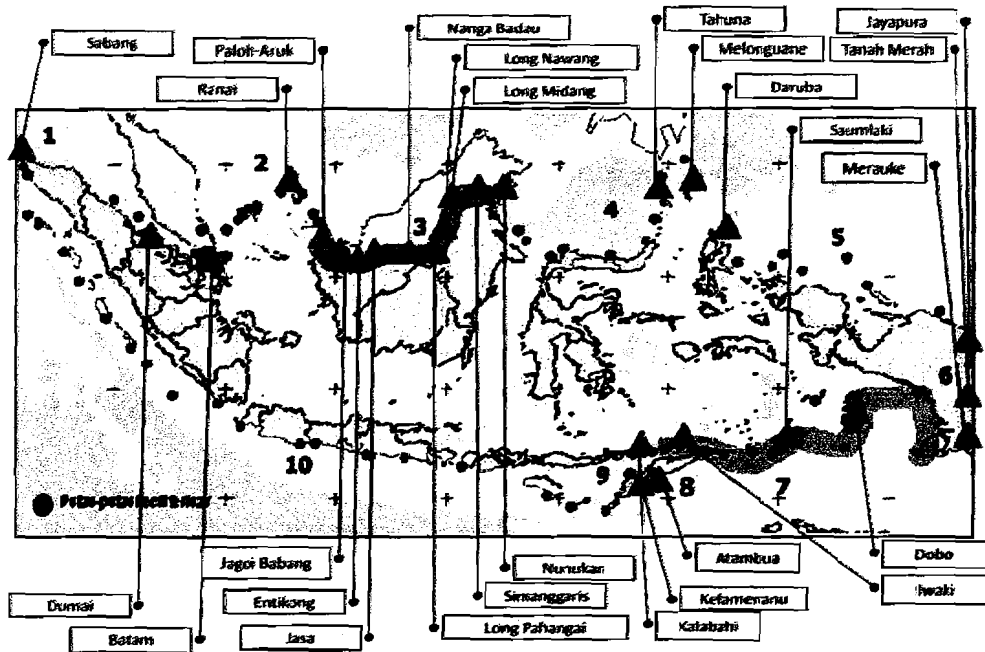 Sabang
Paloh-Aruk
Ranai
Nanga Badau
Long Nawang
Long Midang
Tahuna
Melonguane
Daruba
Jayapura
Tanah Merah
Saumlaki
Merauke
1
2
3
4
5
6
7
8
9
10
Jagoi Babang
Entikong
Jasa
Dumai
Batam
Nunukan
Simanggaris
Long Pahangai
Atambua
Kefamenanu
Kalabahi
Dobo
Ilwaki